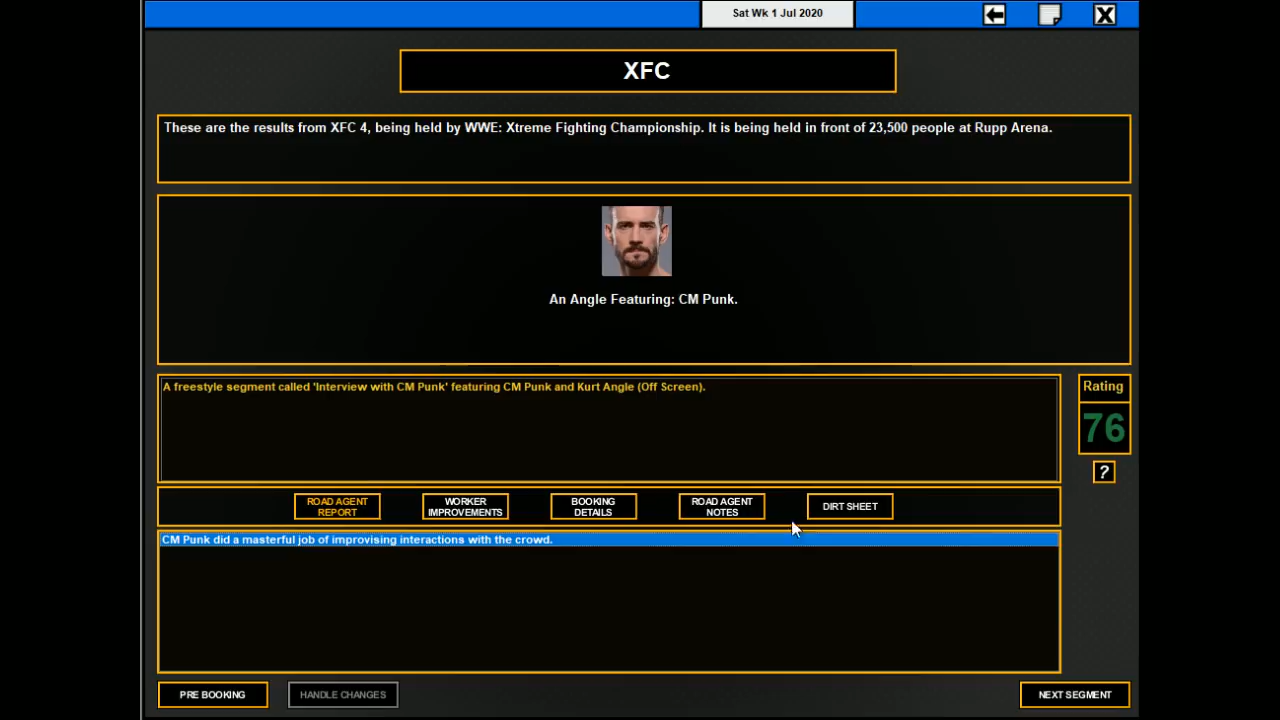 Sat Wk 1 Jul 2020
X
XFC
These are the results from XFC 4, being held by WWE: Xtreme Fighting Championship. It is being held in front of 23,500 people at Rupp Arena.
An Angle Featuring: CM Punk.
A freestyle segment called 'Interview with CM Punk' featuring CM Punk and Kurt Angle (Off Screen).
Rating
76
?
ROAD AGENT
REPORT
WORKER
IMPROVEMENTS
BOOKING
DETAILS
ROAD AGENT
NOTES
DIRT SHEET
CM Punk did a masterful job of improvising interactions with the crowd.
PRE BOOKING
HANDLE CHANGES
NEXT SEGMENT